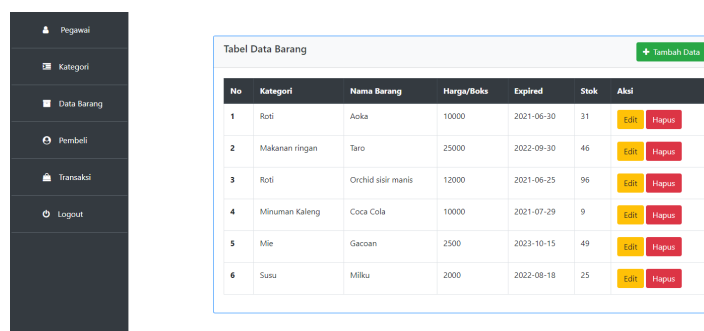 Pegawai
Kategori
Data Barang
Pembeli
Transaksi
Logout
Tabel Data Barang
Tambah Data
No Kategori Nama Barang Harga/Boks Expired Stok Aksi
1 Roti Aoka 10000 2021-06-30 31 Edit Hapus
2 Makanan ringan Taro 25000 2022-09-30 46 Edit Hapus
3 Roti Orchid sisir manis 12000 2021-06-25 96 Edit Hapus
4 Minuman Kaleng Coca Cola 10000 2021-07-29 9 Edit Hapus
5 Mie Gacoan 2500 2023-10-15 49 Edit Hapus
6 Susu Milku 2000 2022-08-18 25 Edit Hapus